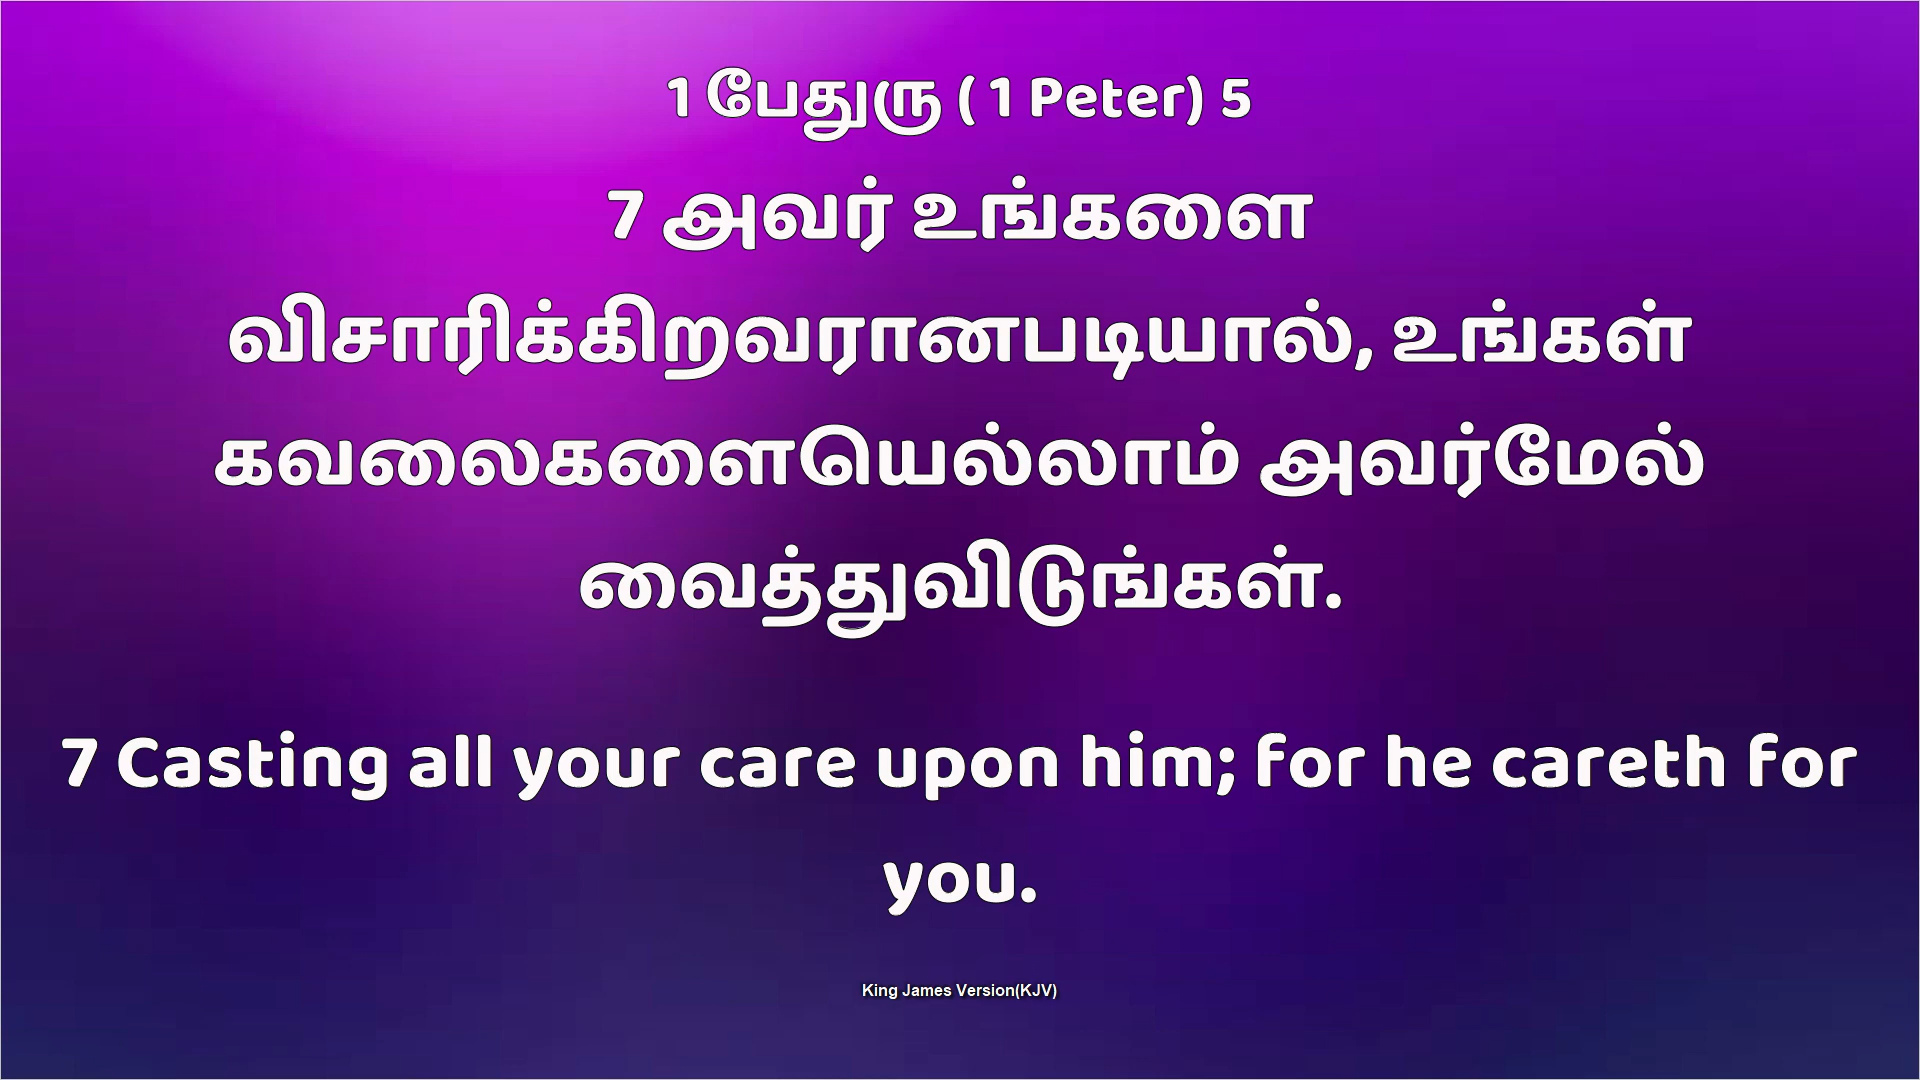 1 பேதுரு ( 1 Peter) 5
7 அவர் உங்களை
விசாரிக்கிறவரானபடியால், உங்கள்
கவலைகளையெல்லாம் அவர்மேல்
வைத்துவிடுங்கள்.
7 Casting all your care upon him; for he careth for
you.
King James Version(KJV)